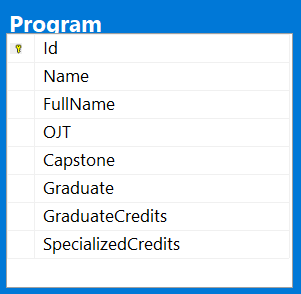 Program
Id
Name
FullName
OJT
Capstone
Graduate
GraduateCredits
SpecializedCredits